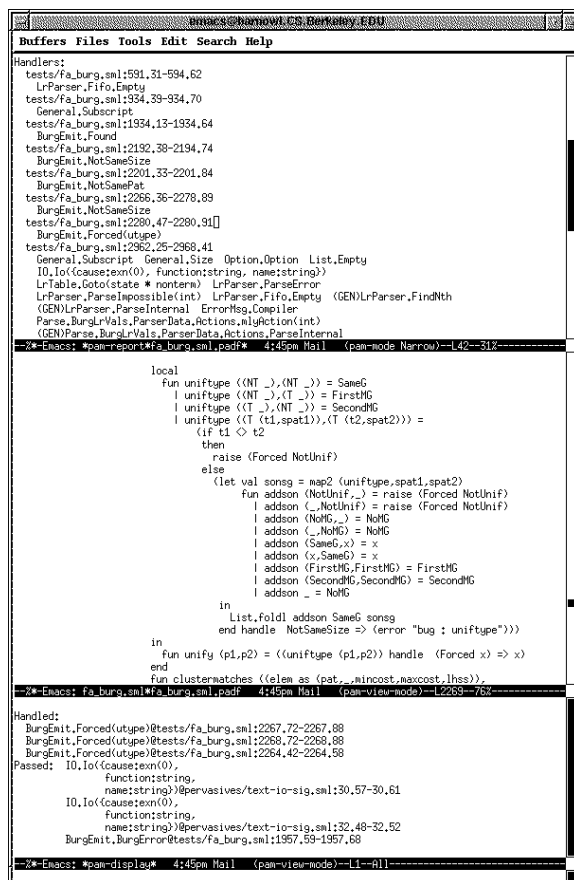 emacs@barnowl.CS.Berkeley.EDU
Buffers Files Tools Edit Search Help
Handlers:
tests/fa_burg.sml:591.31-594.62
LrParser.Fifo.Empty
tests/fa_burg.sml:934.39-934.70
General.Subscript
tests/fa_burg.sml:1934.13-1934.64
BurgEmit.Found
tests/fa_burg.sml:2192.38-2194.74
BurgEmit.NotSameSize
tests/fa_burg.sml:2201.33-2201.84
BurgEmit.NotSamePat
tests/fa_burg.sml:2266.36-2278.89
BurgEmit.NotSameSize
tests/fa_burg.sml:2280.47-2280.91
BurgEmit.Forced(utype)
tests/fa_burg.sml:2962.25-2968.41
General.Subscript General.Size Option.Option List.Empty
IO.Io({cause:exn(0), function:string, name:string})
LrTable.Goto(state * nonterm) LrParser.ParseError
LrParser.ParseImpossible(int) LrParser.Fifo.Empty (GEN)LrParser.FindNth
(GEN)LrParser.ParseInternal ErrorMsg.Compiler
Parse.BurgLrVals.ParserData.Actions.mlyAction(int)
(GEN)Parse.BurgLrVals.ParserData.Actions.ParseInternal
--%*-Emacs: *pam-report*fa_burg.sml.padf* 4:45pm Mail (pam-mode Narrow)--L42--31%-----------
local
fun uniftype ((NT _),(NT _)) = SameG
| uniftype ((NT _),(T _)) = FirstMG
| uniftype ((T _),(NT _)) = SecondMG
| uniftype ((T (t1,spat1)),(T (t2,spat2))) =
(if t1 <> t2
then
raise (Forced NotUnif)
else
(let val sonsg = map2 (uniftype,spat1,spat2)
fun addson (NotUnif,_) = raise (Forced NotUnif)
| addson (_,NotUnif) = raise (Forced NotUnif)
| addson (NoMG,_) = NoMG
| addson (_,NoMG) = NoMG
| addson (SameG,x) = x
| addson (x,SameG) = x
| addson (FirstMG,FirstMG) = FirstMG
| addson (SecondMG,SecondMG) = SecondMG
| addson _ = NoMG
in
List.foldl addson SameG sonsg
end handle NotSameSize => (error "bug : uniftype")))
in
fun unify (p1,p2) = ((uniftype (p1,p2)) handle (Forced x) => x)
end
fun clustermatches ((elem as (pat,_,mincost,maxcost,lhss)),
--%*-Emacs: fa_burg.sml*fa_burg.sml.padf 4:45pm Mail (pam-view-mode)--L2269--76%-----------
Handled:
BurgEmit.Forced(utype)@tests/fa_burg.sml:2267.72-2267.88
BurgEmit.Forced(utype)@tests/fa_burg.sml:2268.72-2268.88
BurgEmit.Forced(utype)@tests/fa_burg.sml:2264.42-2264.58
Passed: IO.Io({cause:exn(0),
function:string,
name:string})@pervasives/text-io-sig.sml:30.57-30.61
IO.Io({cause:exn(0),
function:string,
name:string})@pervasives/text-io-sig.sml:32.48-32.52
BurgEmit.BurgError@tests/fa_burg.sml:1957.59-1957.68
--%*-Emacs: *pam-display* 4:45pm Mail (pam-view-mode)--L1--All-----------